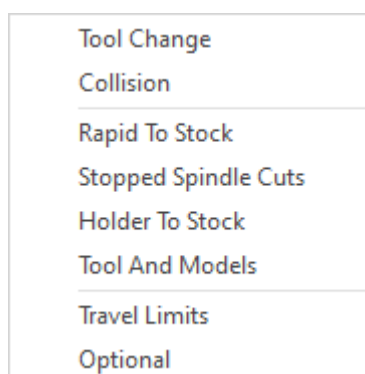 Tool Change
Collision
Rapid To Stock
Stopped Spindle Cuts
Holder To Stock
Tool And Models
Travel Limits
Optional